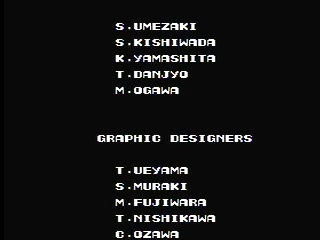 S.UMEZAKI
S.KISHIWADA
K.YAMASHITA
T.DANJYO
M.OGAWA
GRAPHIC DESIGNERS
T.UEYAMA
S.MURAKI
M.FUJIWARA
T.NISHIKAWA
C.OZAWA